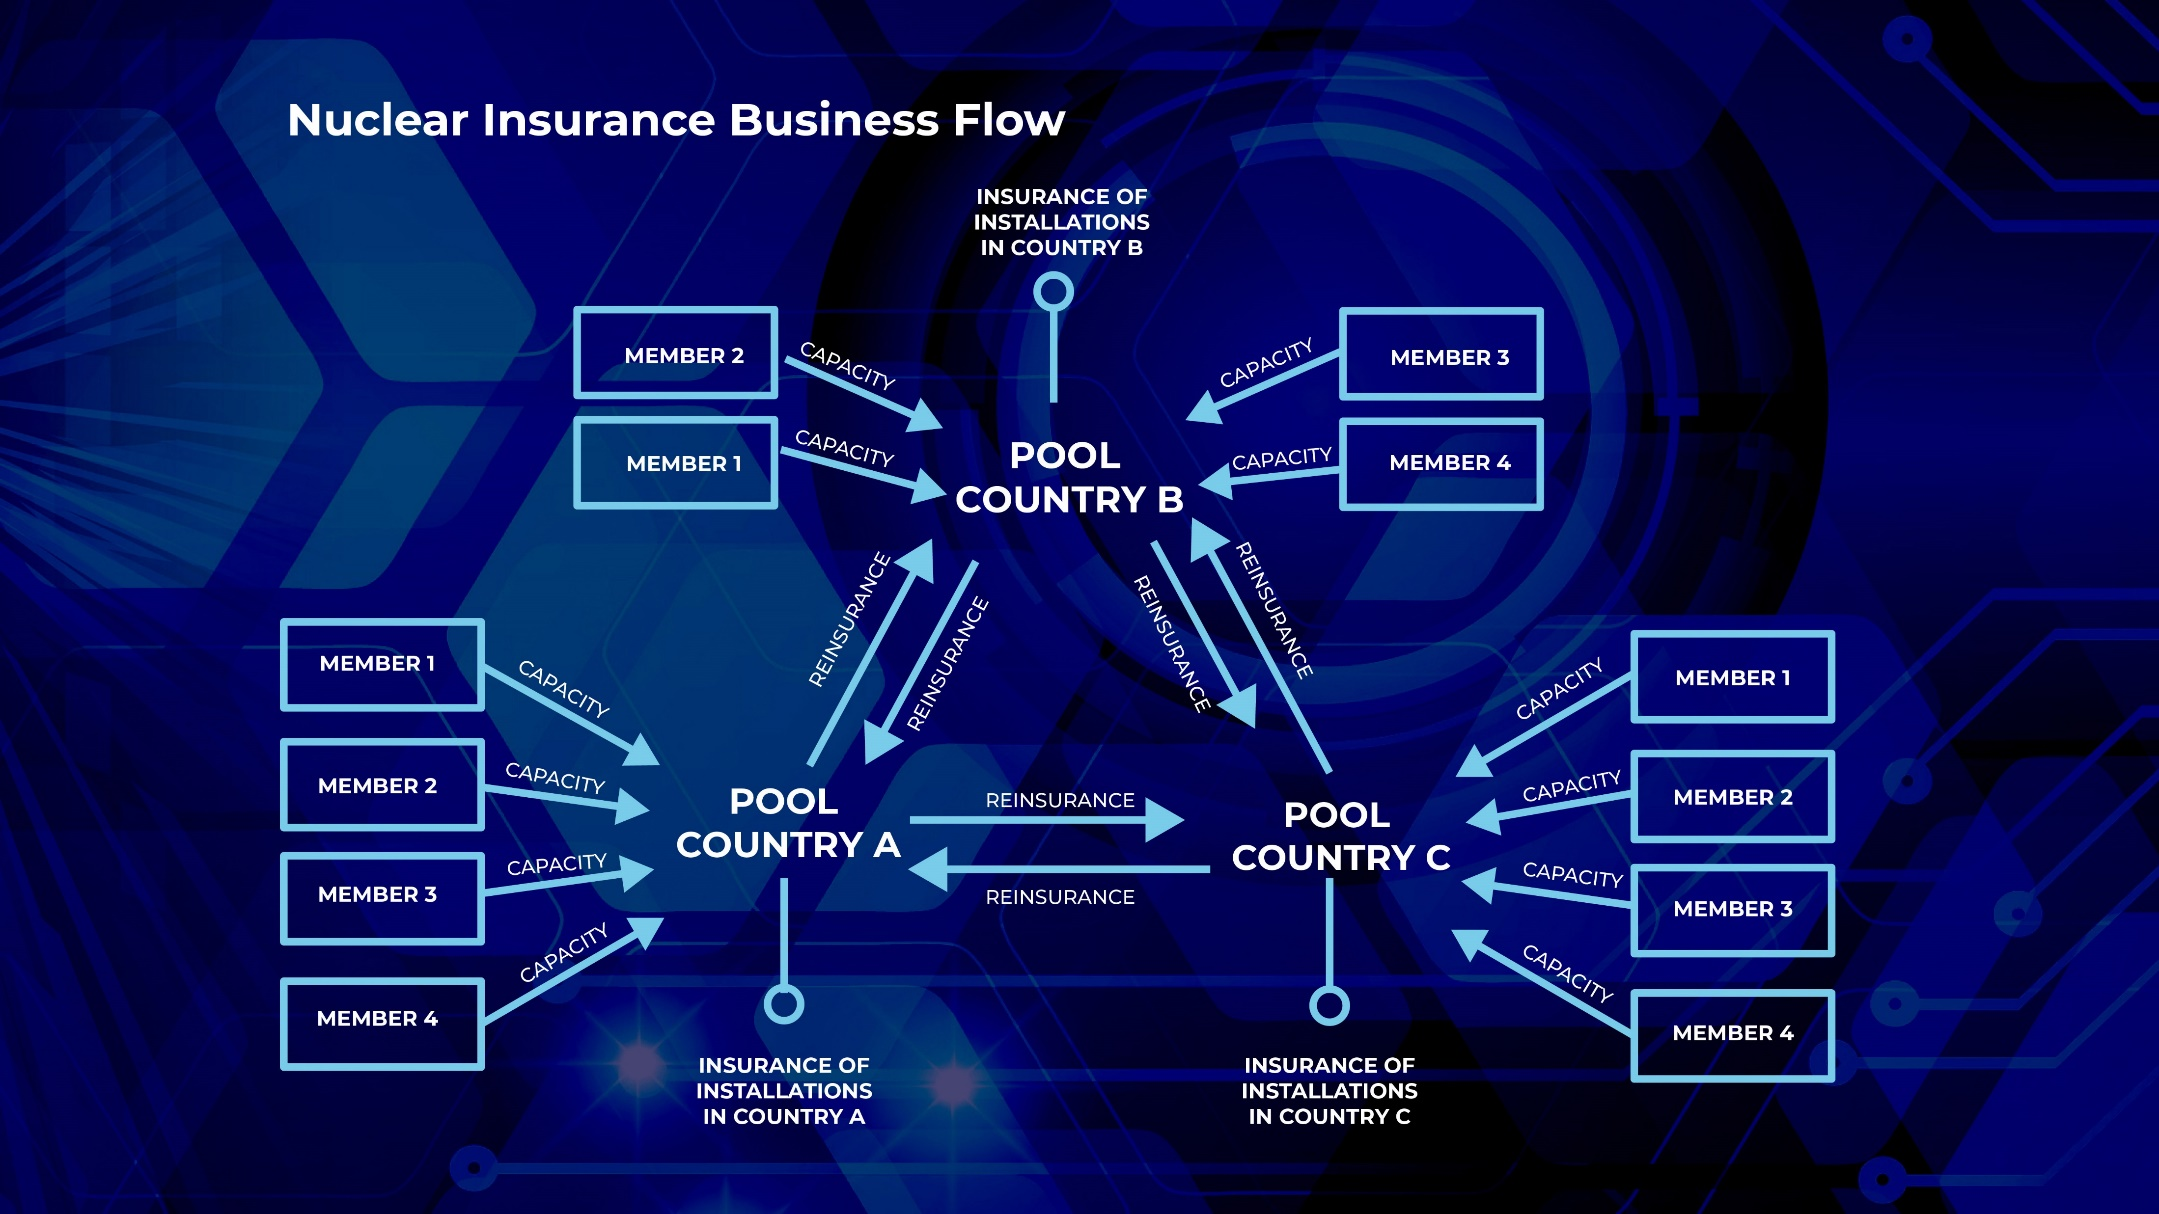 Nuclear Insurance Business Flow
INSURANCE OF
INSTALLATIONS
IN COUNTRY B
MEMBER 2
CAPACITY
CAPACITY
MEMBER 3
MEMBER 1
CAPACITY
CAPACITY
MEMBER 4
POOL
COUNTRY B
REINSURANCE
REINSURANCE
REINSURANCE
REINSURANCE
MEMBER 1
CAPACITY
CAPACITY
MEMBER 1
MEMBER 2
CAPACITY
CAPACITY
MEMBER 2
POOL
COUNTRY A
REINSURANCE
REINSURANCE
POOL
COUNTRY C
MEMBER 3
CAPACITY
CAPACITY
MEMBER 3
MEMBER 4
CAPACITY
CAPACITY
MEMBER 4
INSURANCE OF
INSTALLATIONS
IN COUNTRY A
INSURANCE OF
INSTALLATIONS
IN COUNTRY C